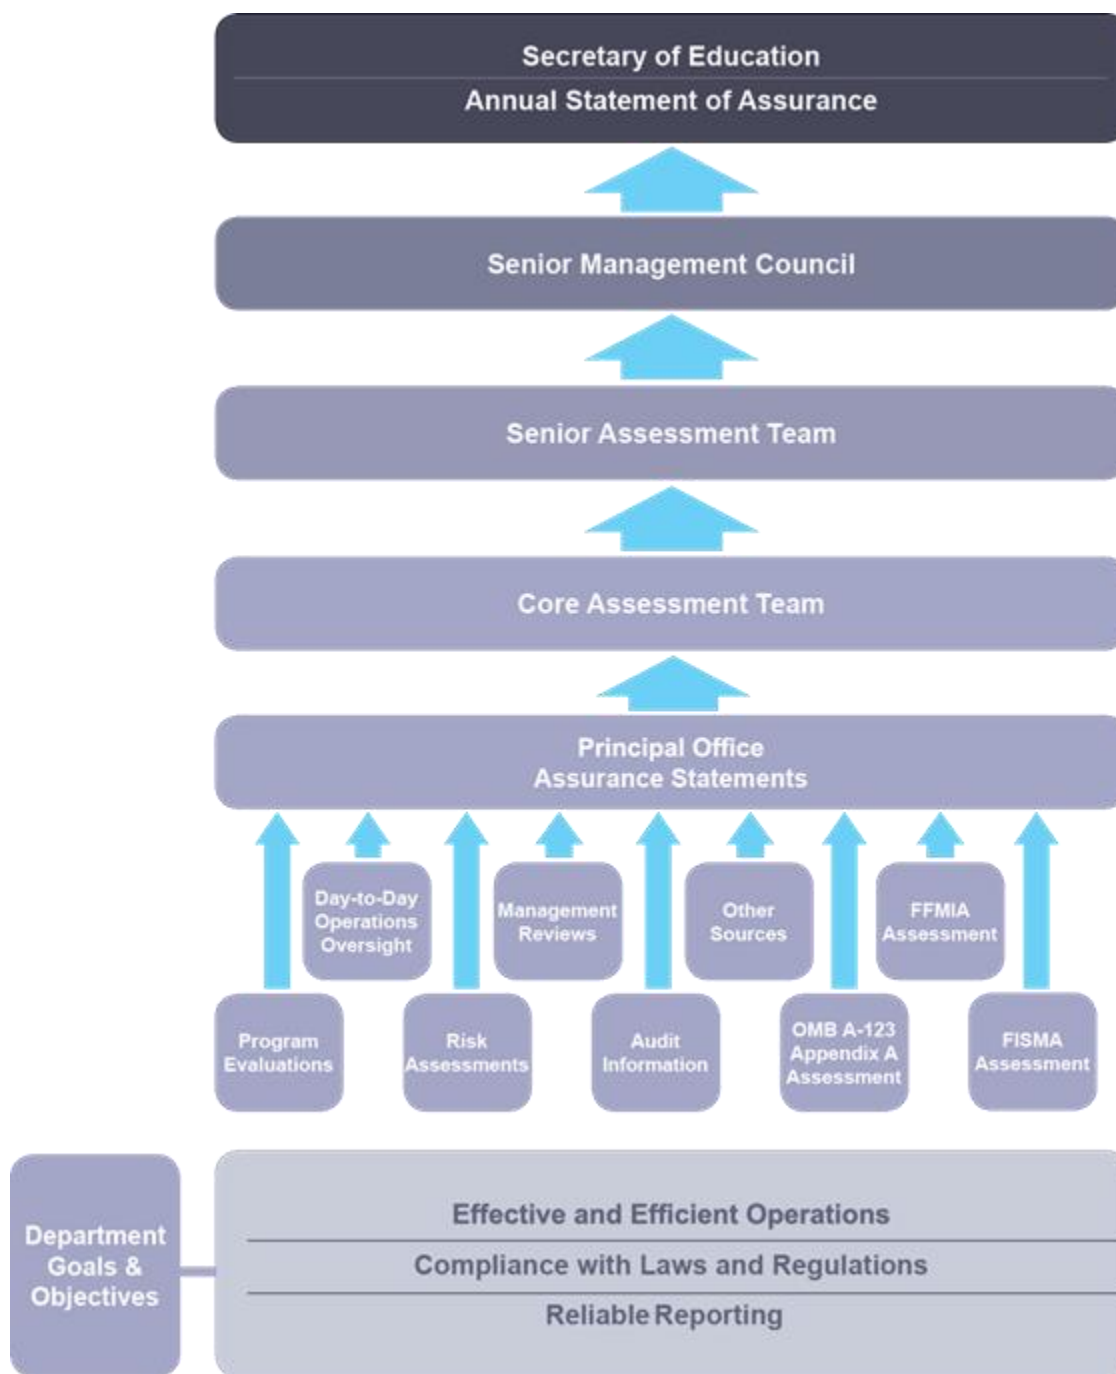 Secretary of Education
Annual Statement of Assurance
Senior Management Council
Senior Assessment Team
Core Assessment Team
Principal Office
Assurance Statements
Day-to-Day
Operations
Oversight
Management
Reviews
Other
Sources
FFMIA
Assessment
Program
Evaluations
Risk
Assessments
Audit
Information
OMB A-123
Appendix A
Assessment
FISMA
Assessment
Department
Goals &
Objectives
Effective and Efficient Operations
Compliance with Laws and Regulations
Reliable Reporting